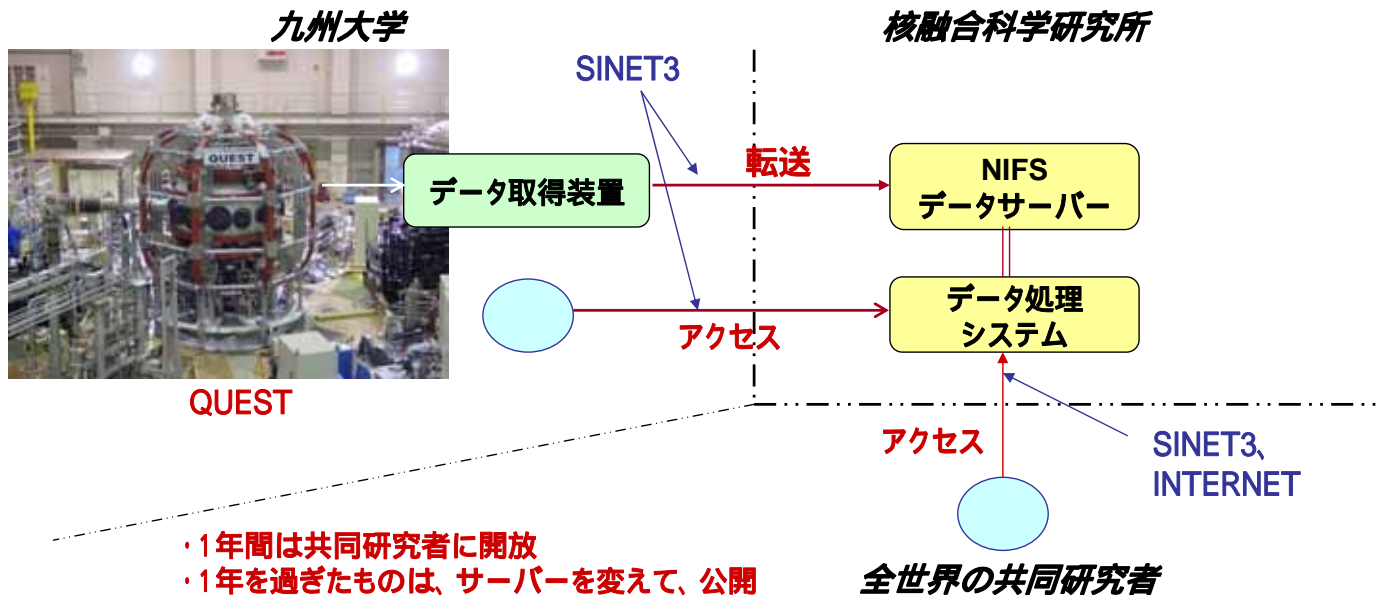 九州大学
核融合科学研究所
SINET3
QUEST
転送
データ取得装置
NIFS
データサーバー
データ処理
システム
アクセス
QUEST
アクセス
SINET3、
INTERNET
・1年間は共同研究者に開放
・1年を過ぎたものは、サーバーを変えて、公開
全世界の共同研究者